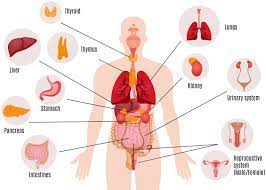 Thyroid
Lungs
Thymus
Liver
Kidney
Urinary system
Stomach
Pancreas
Reproductive
system
(Male/Female)
Intestines